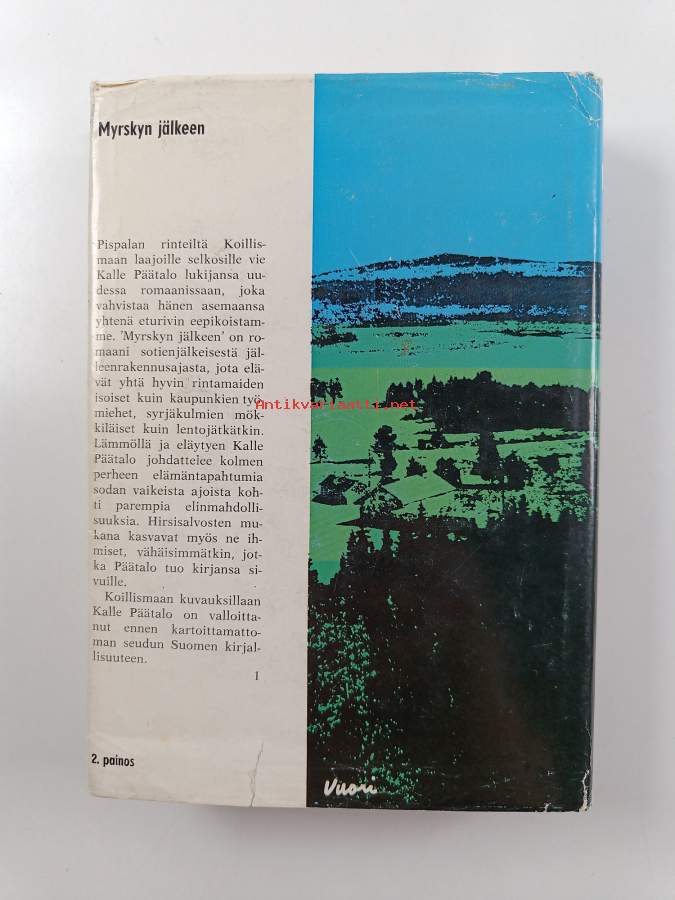 Myrskyn jälkeen
Pispalan rinteiltä Koillis-
maan laajoille selkosille vie
Kalle Päätalo lukijansa uu-
dessa romaanissaan, joka
vahvistaa hänen asemaansa
yhtenä eturivin eepikoistam-
me. 'Myrskyn jälkeen' on ro-
maani sotienjälkeisestä jäl-
leenrakennusajasta, jota elä-
vät yhtä hyvin rintamaiden
isoiset kuin kaupunkien työ-
miehet, syrjäkulmien mök-
kiläiset kuin lentojätkätkin.
Lämmöllä ja eläytyen Kalle
Päätalo johdattelee kolmen
perheen elämäntapahtumia
sodan vaikeista ajoista koh-
ti parempia elinmahdolli-
suuksia. Hirsisalvosten mu-
kana kasvavat myös ne ih-
miset, vähäisimmätkin, jot-
ka Päätalo tuo kirjansa si-
vuille.
Koillismaan kuvauksillaan
Kalle Päätalo on valloitta-
nut ennen kartoittamatto-
man seudun Suomen kirjal-
lisuuteen.
1
2. painos
Vuori
Antikvariaatti.net